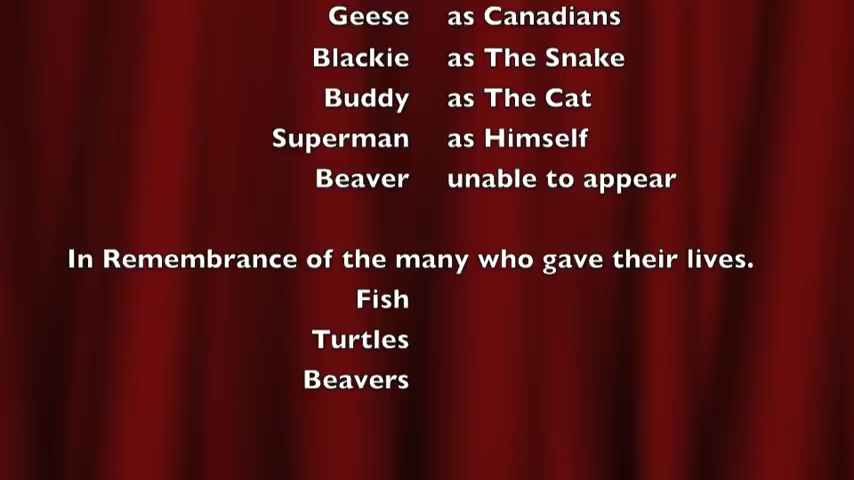 Geese as Canadians
Blackie as The Snake
Buddy as The Cat
Superman as Himself
Beaver unable to appear
In Remembrance of the many who gave their lives.
Fish
Turtles
Beavers